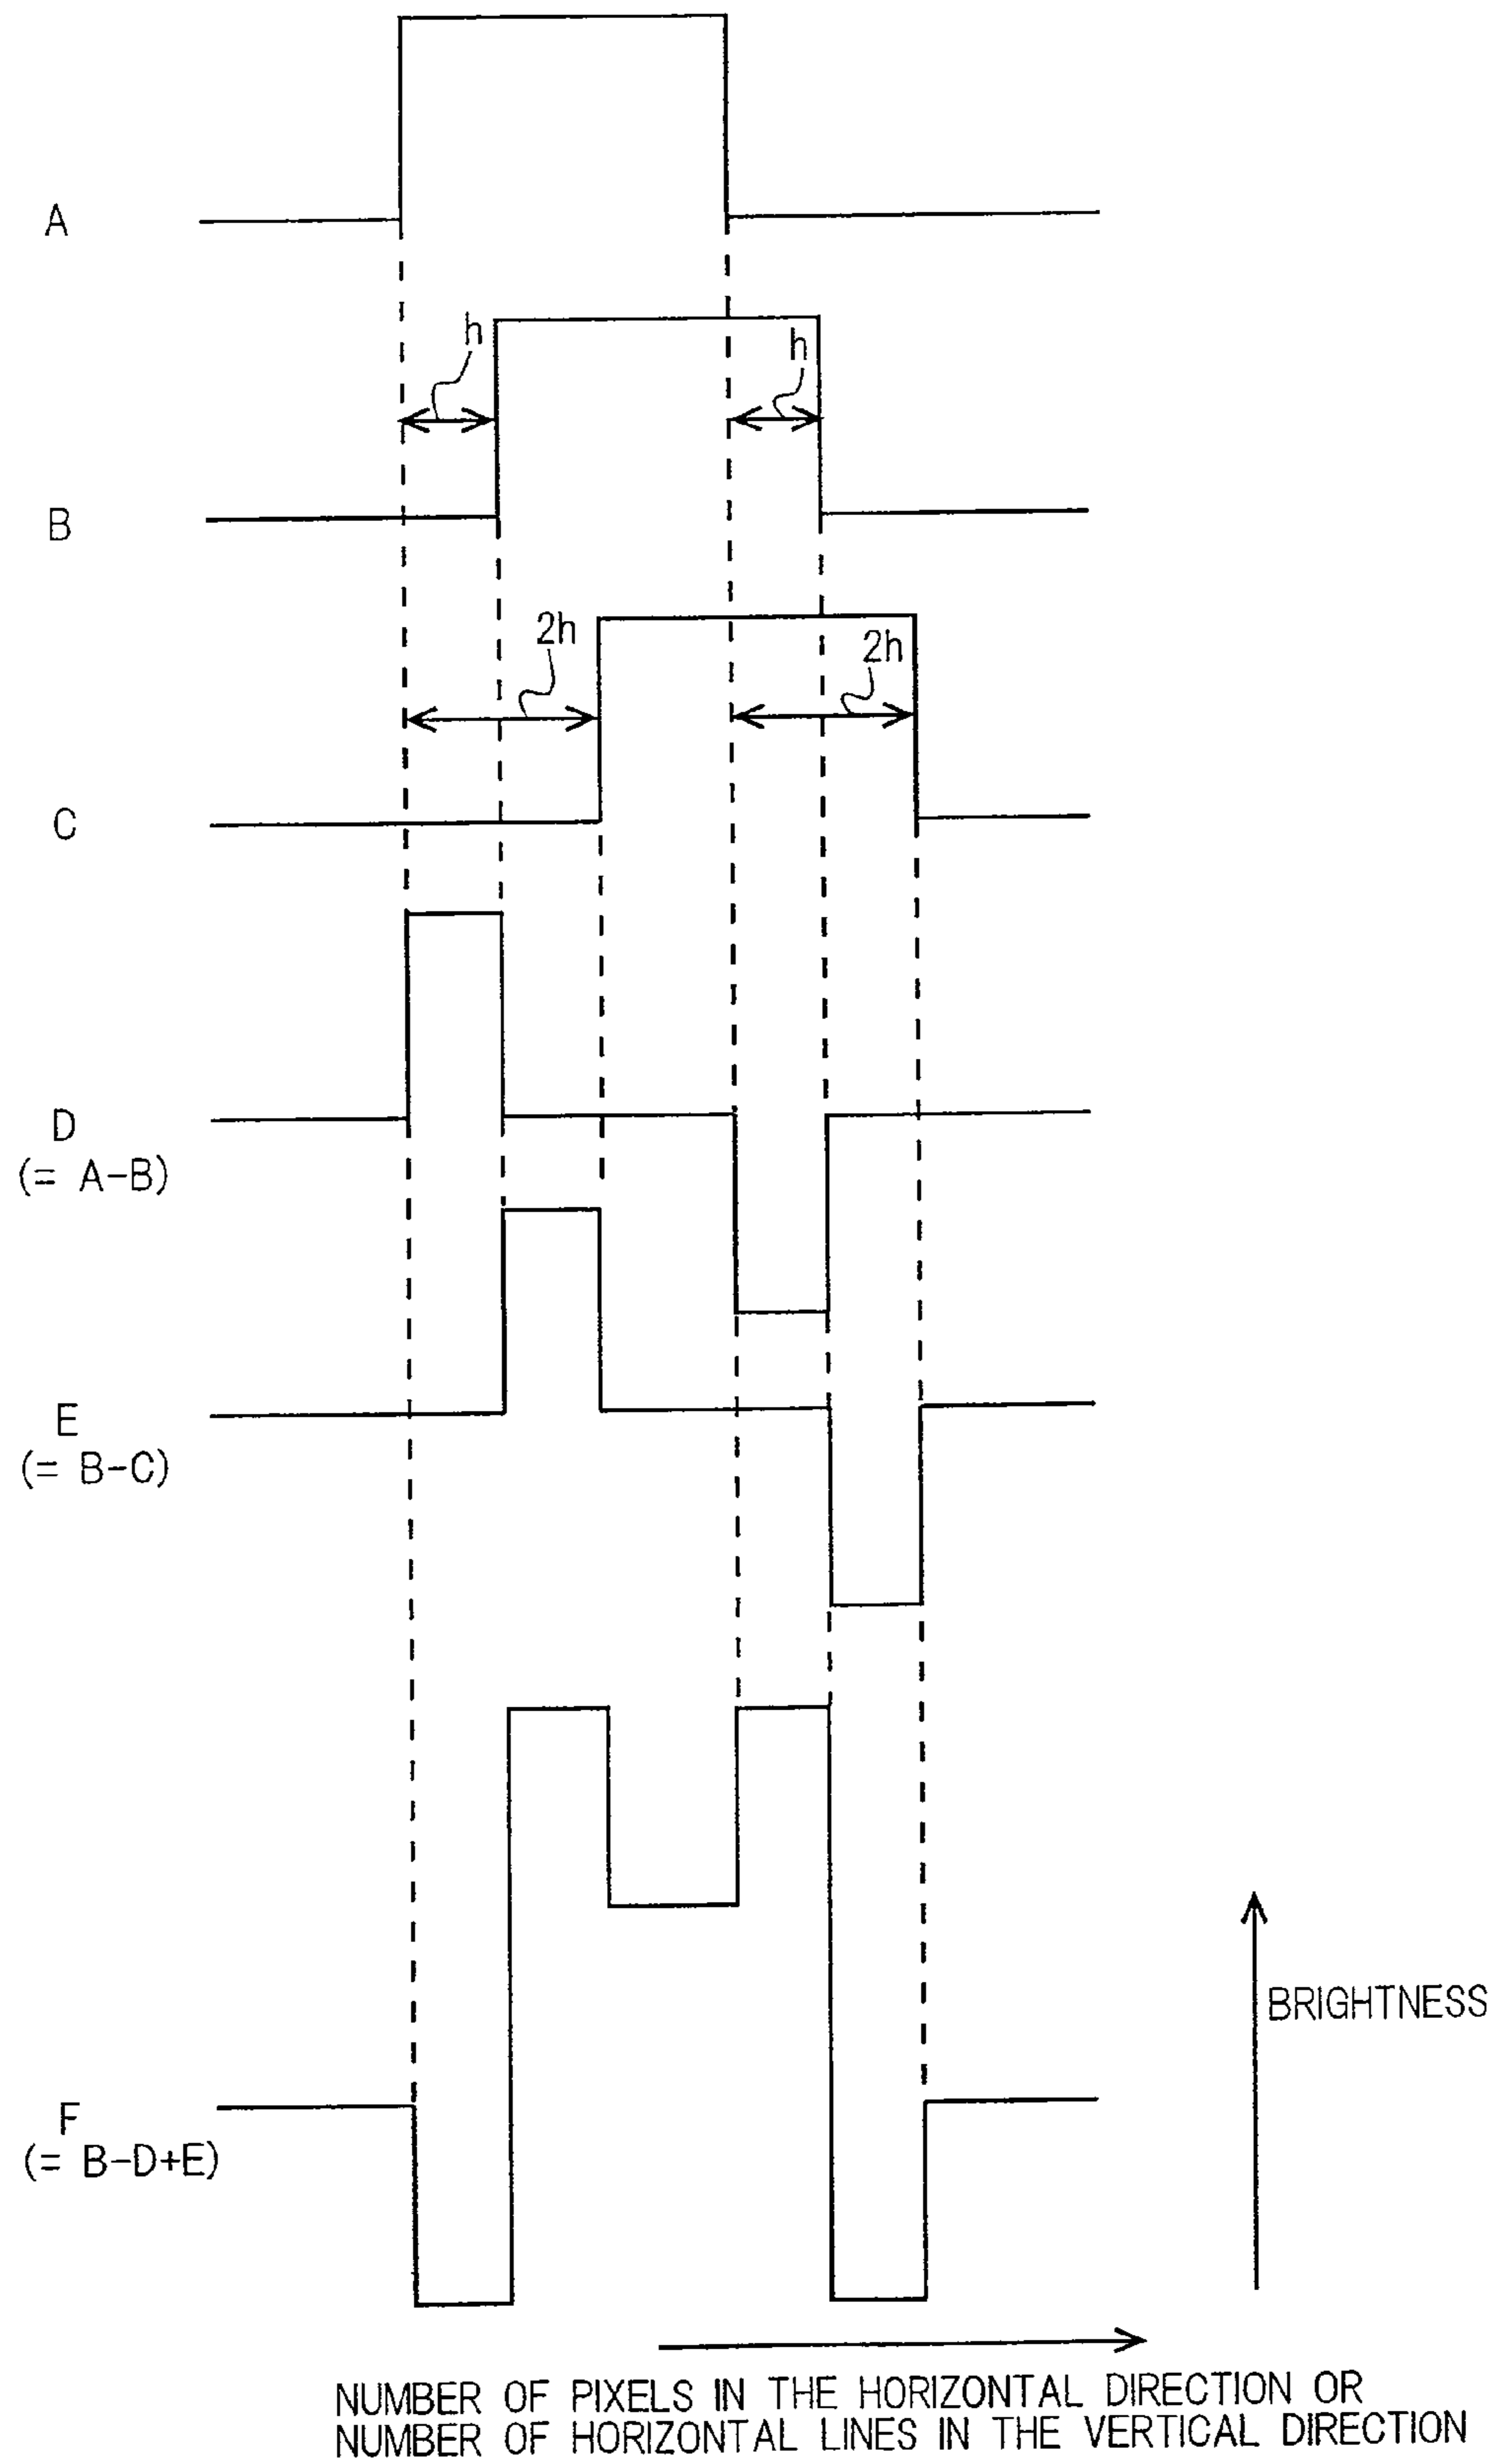 A
h
h
B
2h
2h
C
D
(= A-B)
E
(= B-C)
BRIGHTNESS
F
(= B-D+E)
NUMBER OF PIXELS IN THE HORIZONTAL DIRECTION OR
NUMBER OF HORIZONTAL LINES IN THE VERTICAL DIRECTION